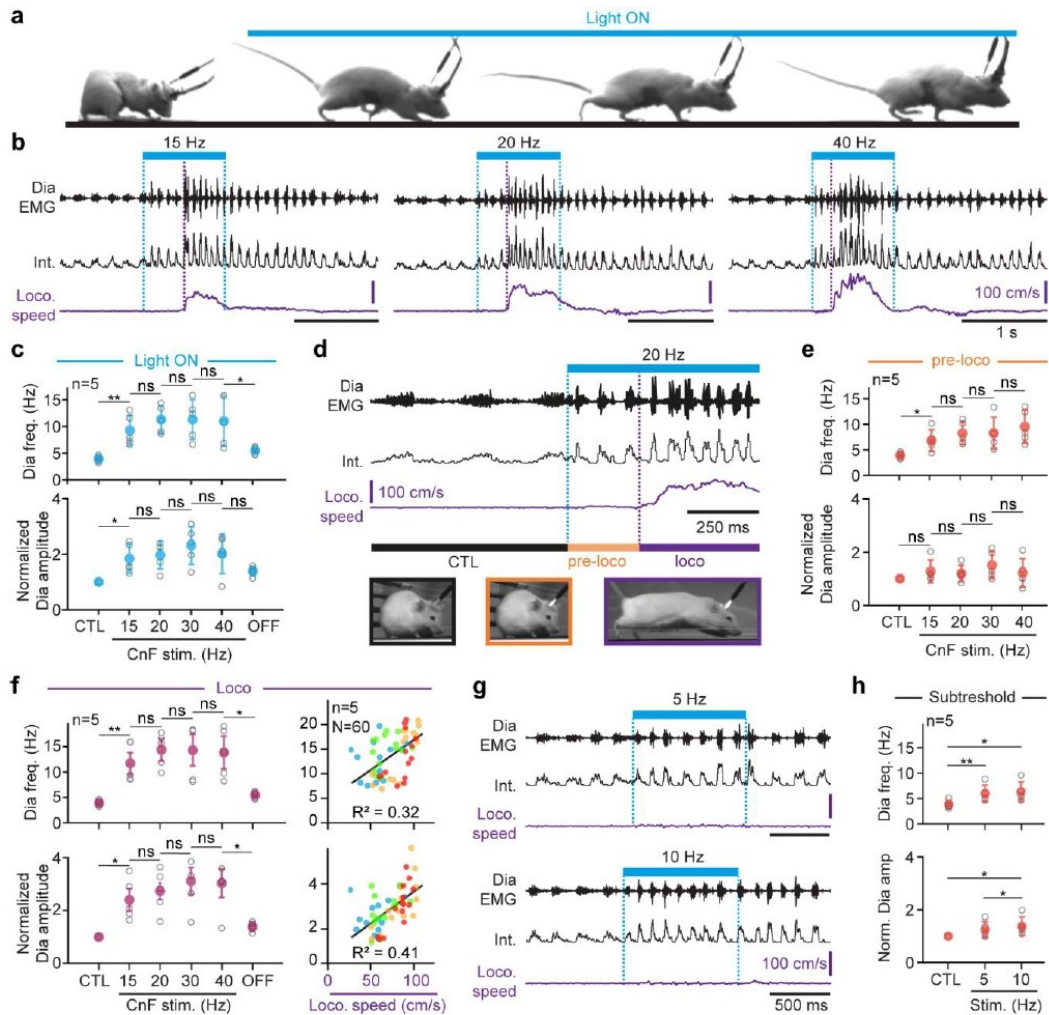 a
Light ON
b
15 Hz
20 Hz
40 Hz
Dia
EMG
Int.
Loco.
speed
100 cm/s
1 s
c
Light ON
n=5
** ns ns ns *
Dia freq. (Hz)
15
10
5
0
* ns ns ns ns
Normalized
Dia amplitude
4
2
0
CTL 15 20 30 40 OFF
CnF stim. (Hz)
d
20 Hz
Dia
EMG
Int.
Loco.
speed
100 cm/s
250 ms
CTL pre-loco loco
e
pre-loco
n=5
* ns ns ns
Dia freq. (Hz)
15
10
5
0
ns ns ns ns
Normalized
Dia amplitude
4
2
0
CTL 15 20 30 40
CnF stim. (Hz)
f
Loco
n=5
** ns ns ns *
Dia freq. (Hz)
15
10
5
0
* ns ns ns *
Normalized
Dia amplitude
4
2
0
CTL 15 20 30 40 OFF
CnF stim. (Hz)
n=5
N=60
20
15
10
5
0
R² = 0.32
4
2
0
R² = 0.41
0 50 100
Loco. speed (cm/s)
g
5 Hz
Dia
EMG
Int.
Loco.
speed
10 Hz
Dia
EMG
Int.
Loco.
speed
100 cm/s
500 ms
h
Subtreshold
n=5
*
**
Dia freq. (Hz)
15
10
5
0
*
*
Norm. Dia amp
4
2
0
CTL 5 10
Stim. (Hz)